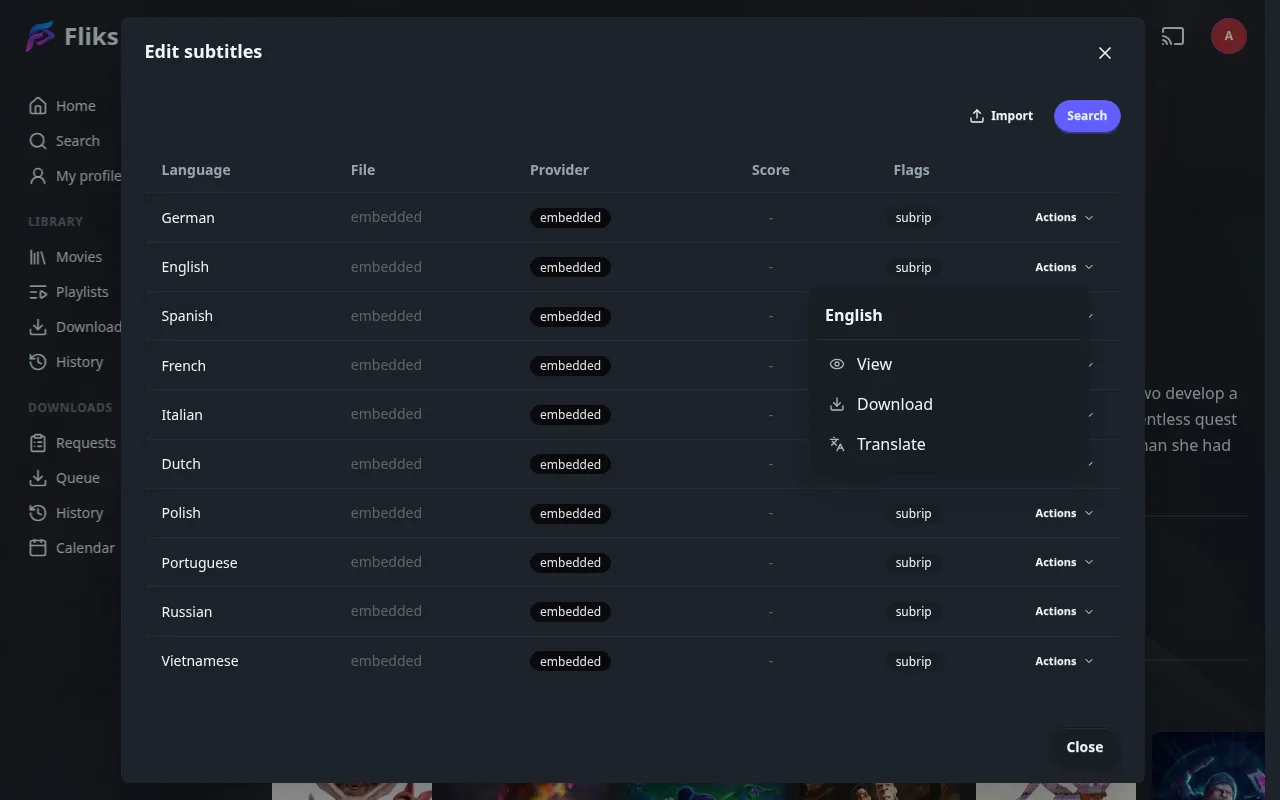 Fliks
A
Edit subtitles
Import
Search
Home
Search
My profile
LIBRARY
Movies
Playlists
Download
History
DOWNLOADS
Requests
Queue
History
Calendar
Language File Provider Score Flags
German embedded embedded - subrip Actions
English embedded embedded - subrip Actions
Spanish embedded embedded -
French embedded embedded -
Italian embedded embedded -
Dutch embedded embedded -
Polish embedded embedded - subrip Actions
Portuguese embedded embedded - subrip Actions
Russian embedded embedded - subrip Actions
Vietnamese embedded embedded - subrip Actions
English
View
Download
Translate
develop a
quest
she had
Close